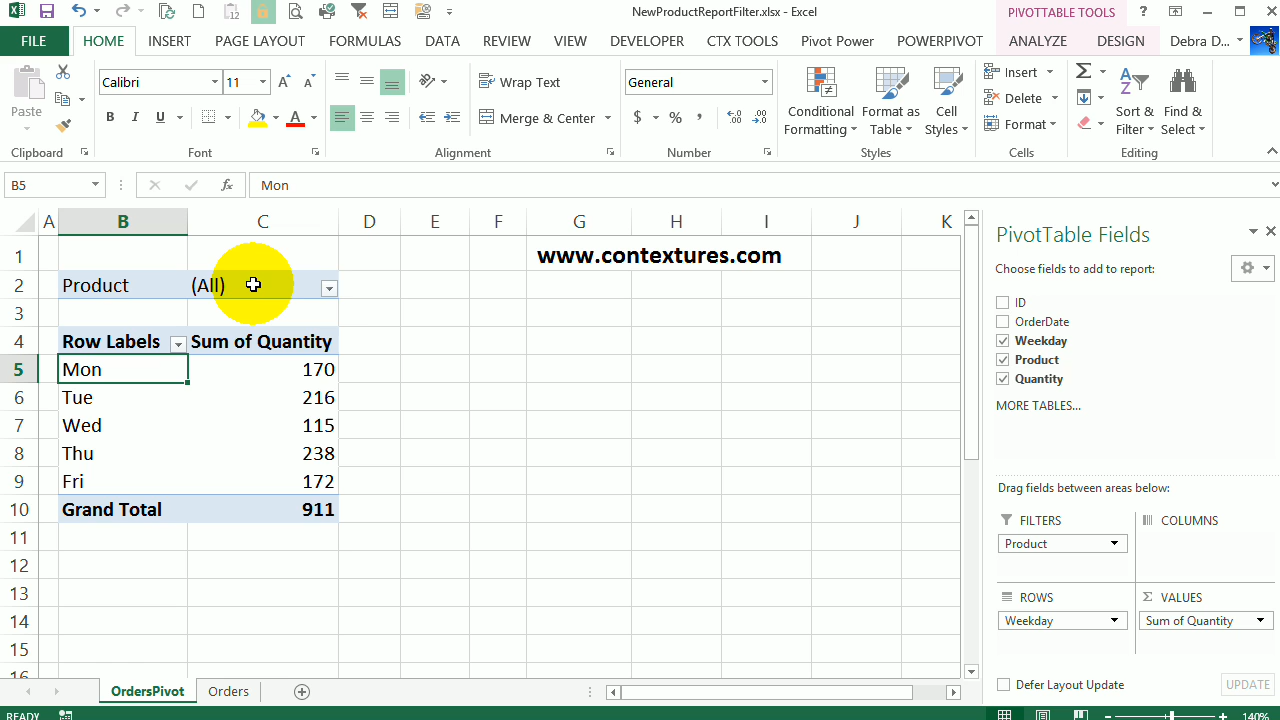 NewProductReportFilter.xlsx - Excel
PIVOTTABLE TOOLS
?
FILE HOME INSERT PAGE LAYOUT FORMULAS DATA REVIEW VIEW DEVELOPER CTX TOOLS Pivot Power POWERPIVOT ANALYZE DESIGN Debra D...
Paste
Clipboard
Calibri 11
B I U
Font
Wrap Text
Merge & Center
Alignment
General
$ % ,
Number
Conditional Formatting
Format as Table
Cell Styles
Styles
Insert
Delete
Format
Cells
Sort & Filter
Find & Select
Editing
B5 fx Mon
A B C D E F G H I J K
1 www.contextures.com
2 Product (All)
3
4 Row Labels Sum of Quantity
5 Mon 170
6 Tue 216
7 Wed 115
8 Thu 238
9 Fri 172
10 Grand Total 911
11
12
13
14
15
16
OrdersPivot Orders
READY
140%
PivotTable Fields
Choose fields to add to report:
ID
OrderDate
Weekday
Product
Quantity
MORE TABLES...
Drag fields between areas below:
FILTERS COLUMNS
Product
ROWS Σ VALUES
Weekday Sum of Quantity
Defer Layout Update UPDATE